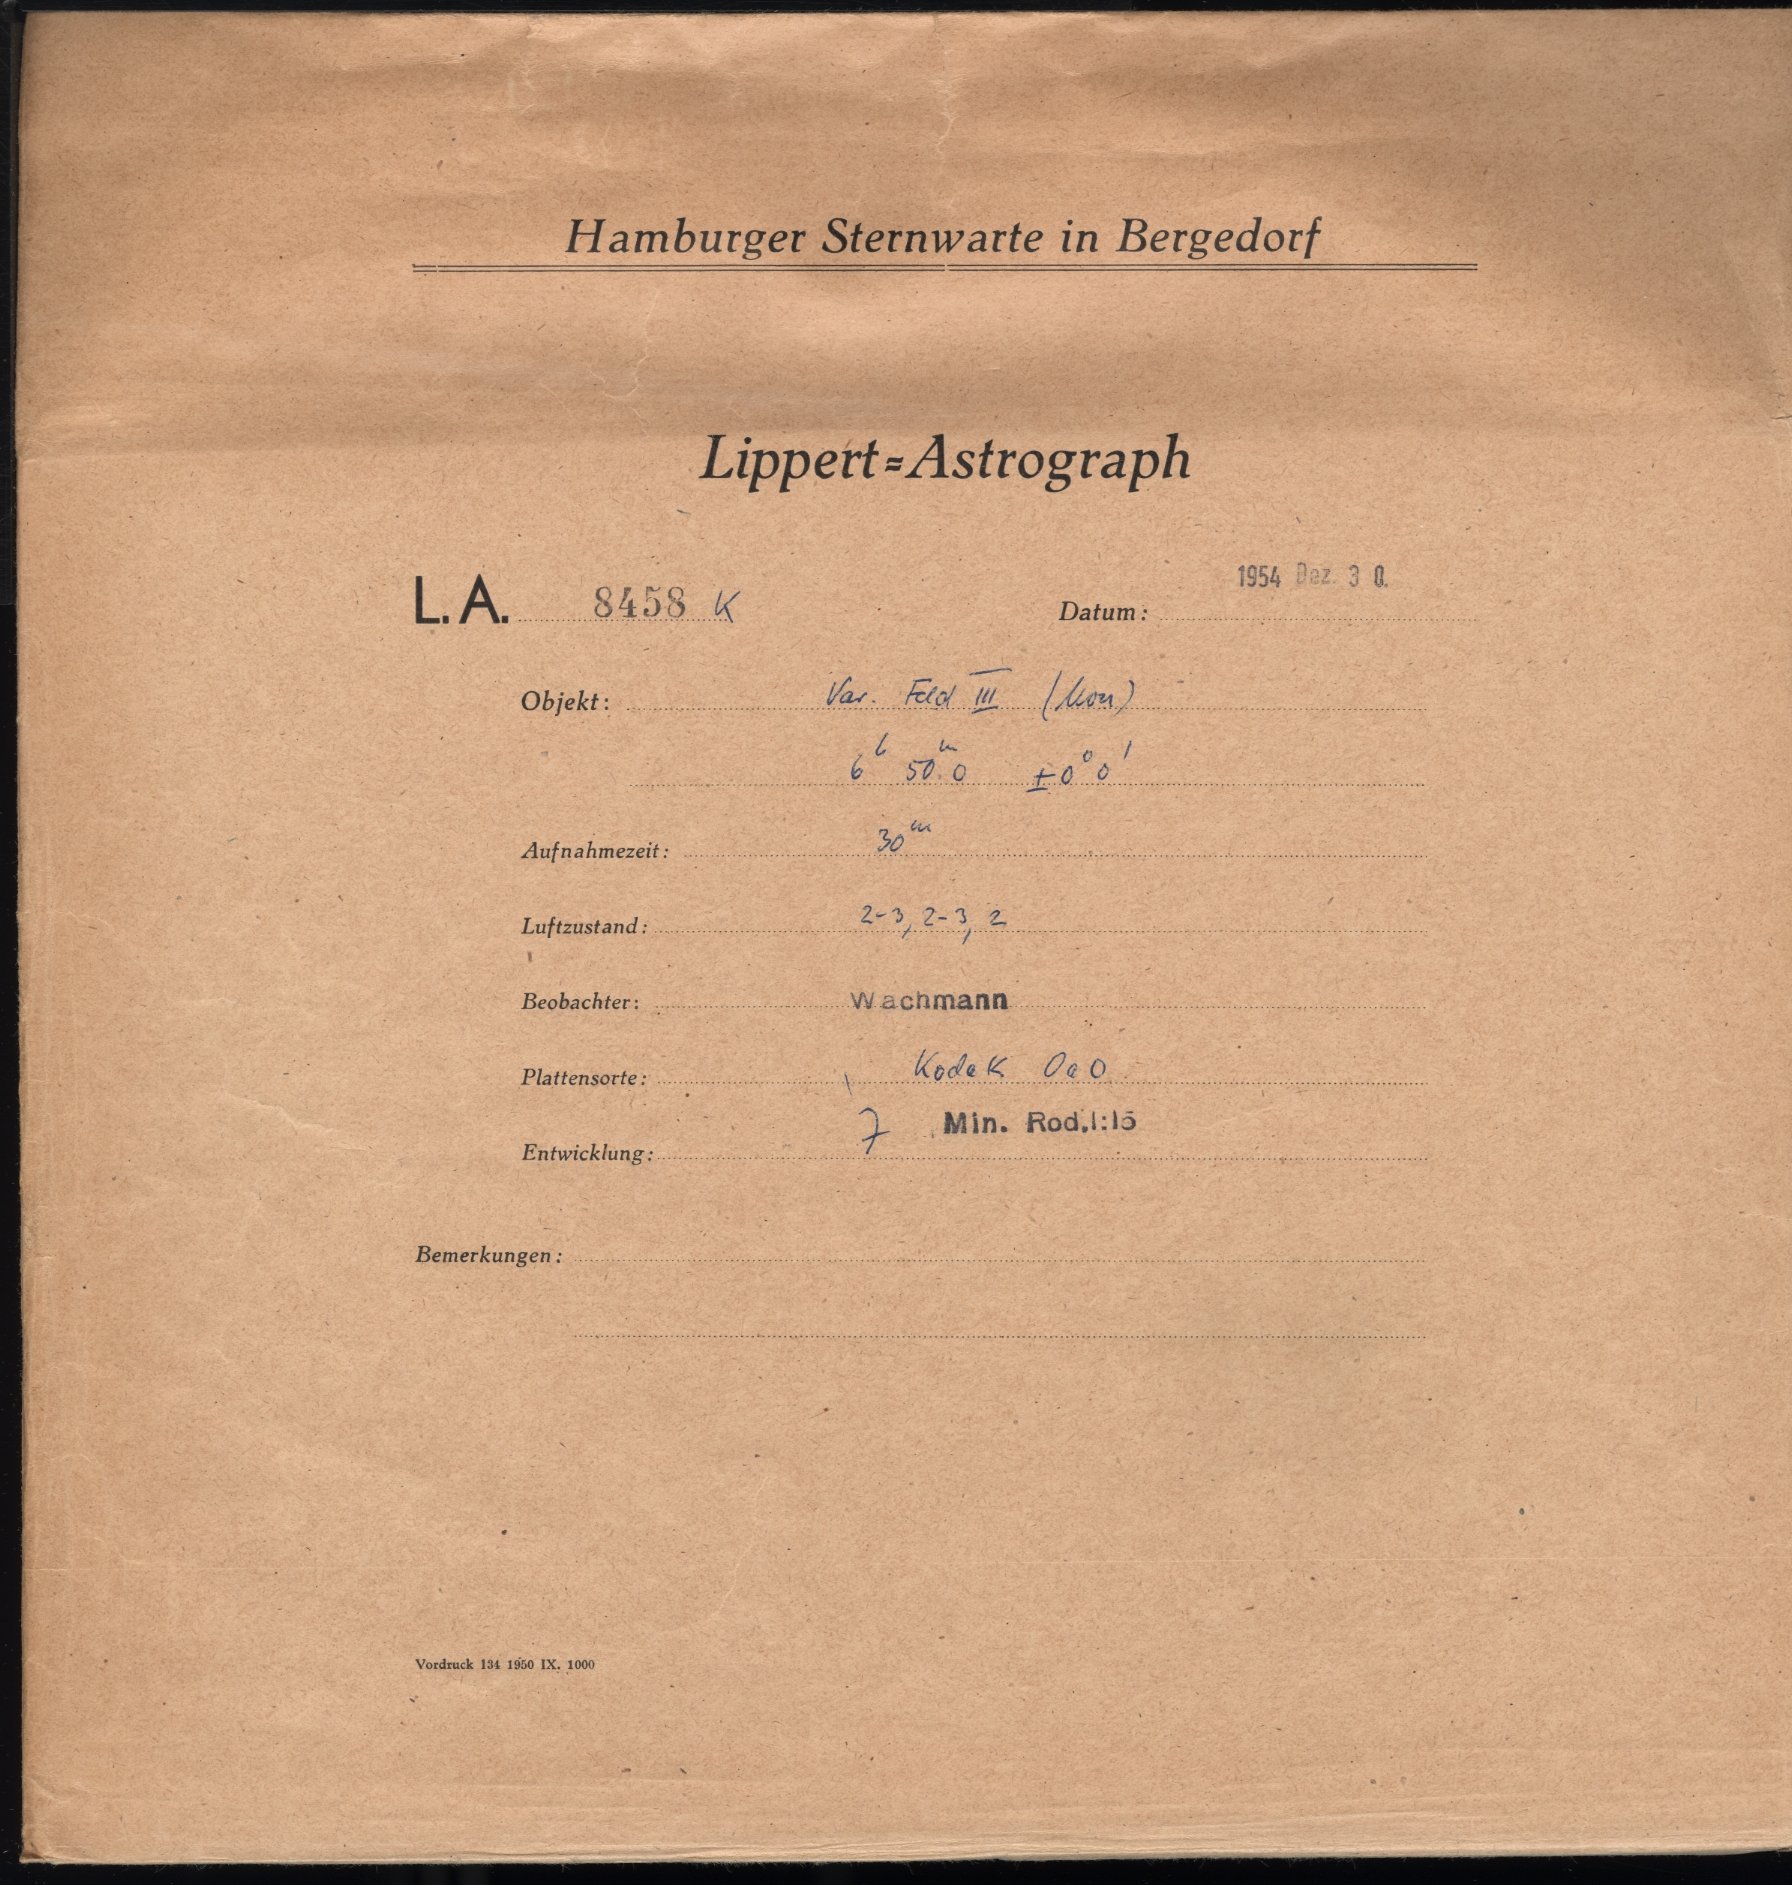 Hamburger Sternwarte in Bergedorf
Lippert=Astrograph
L. A. 8458 K
Datum: 1954 Dez. 30.
Objekt: Var. Feld III (Mon)
6ʰ 50ᵐ.0 ±0°0'
Aufnahmezeit: 30ᵐ
Luftzustand: 2-3, 2-3, 2
Beobachter: Wachmann
Plattensorte: Kodak OaO
Entwicklung: 7 Min. Rod.1:15
Bemerkungen:
Vordruck 134 1950 IX. 1000